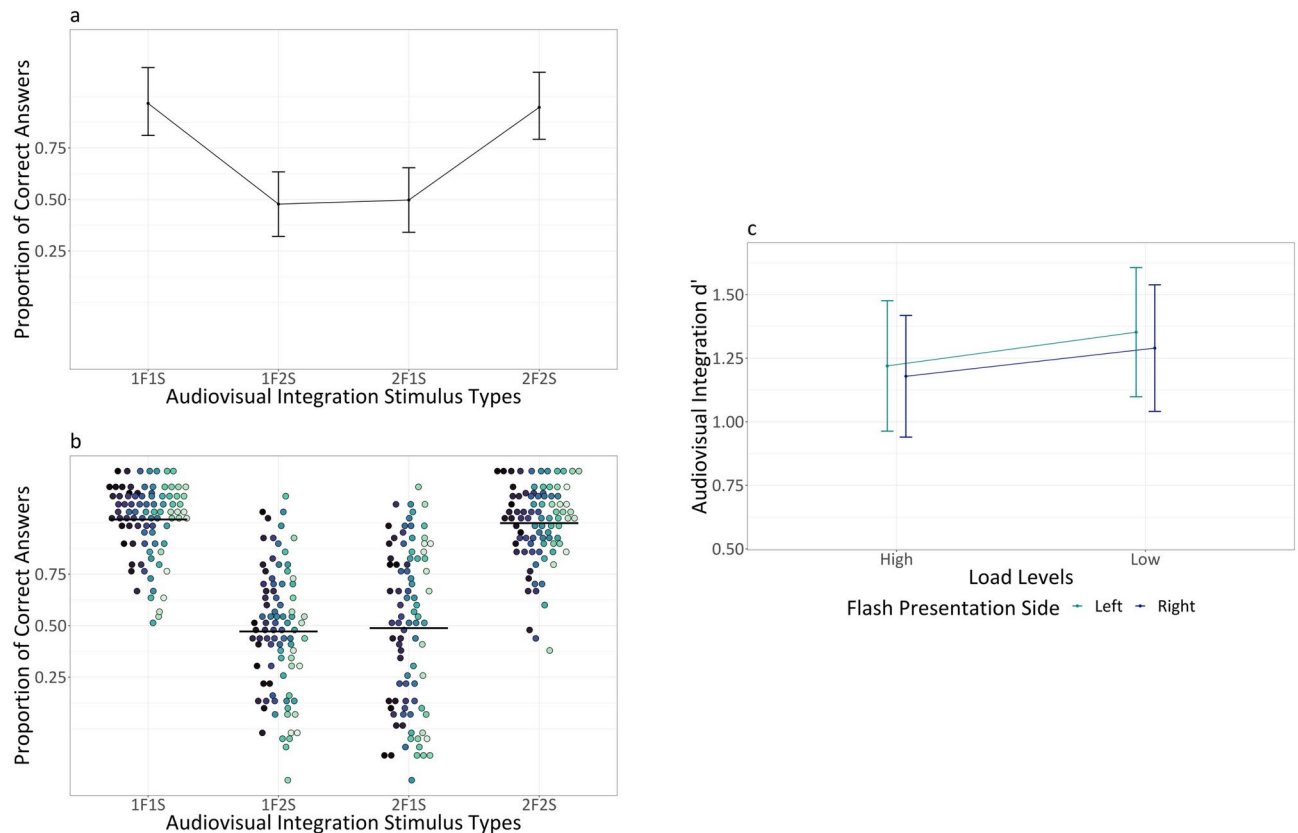 a
Proportion of Correct Answers
0.75
0.50
0.25
1F1S 1F2S 2F1S 2F2S
Audiovisual Integration Stimulus Types
b
Proportion of Correct Answers
0.75
0.50
0.25
1F1S 1F2S 2F1S 2F2S
Audiovisual Integration Stimulus Types
c
Audiovisual Integration d'
1.50
1.25
1.00
0.75
0.50
High Low
Load Levels
Flash Presentation Side Left Right